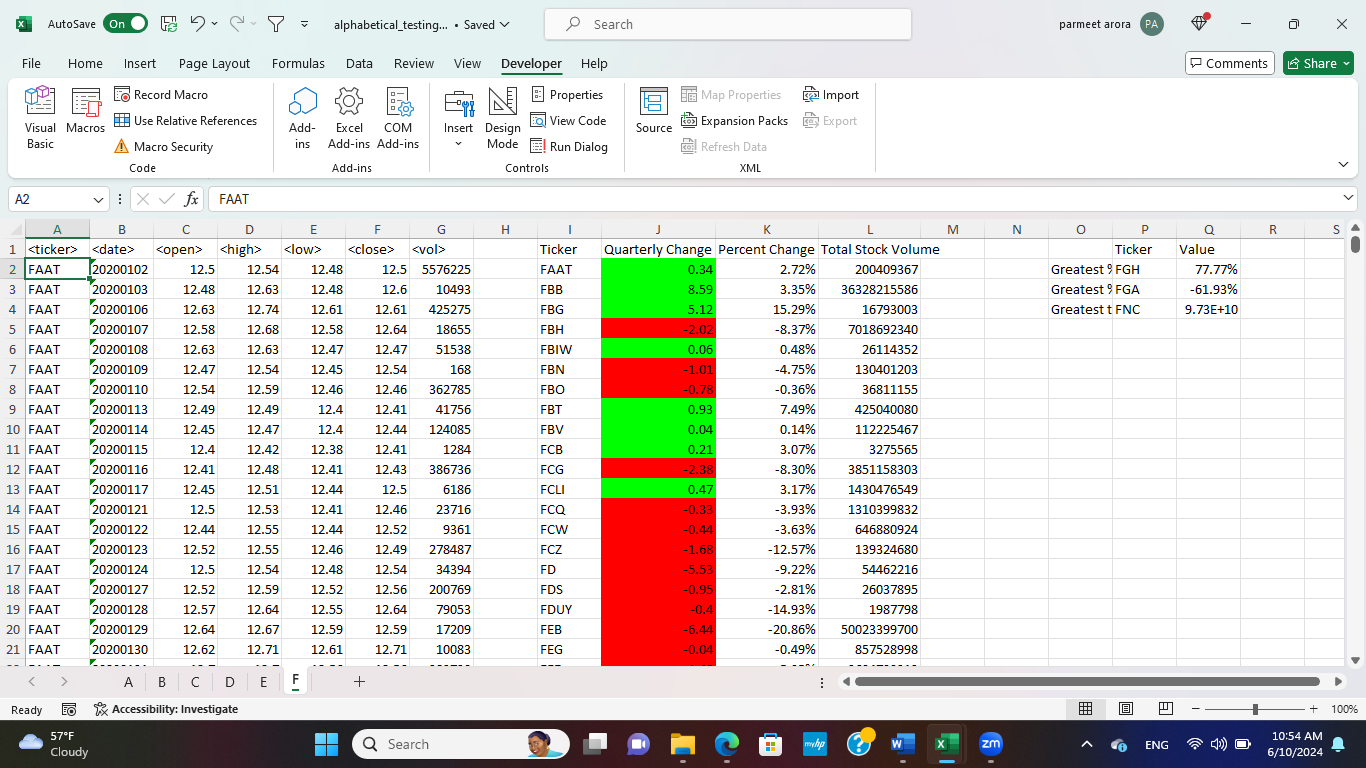 AutoSave On alphabetical_testing... • Saved Search parmeet arora PA
File Home Insert Page Layout Formulas Data Review View Developer Help Comments Share
Visual Basic
Macros
Record Macro
Use Relative References
Macro Security
Code
Add-ins
Excel Add-ins
COM Add-ins
Add-ins
Insert
Design Mode
Properties
View Code
Run Dialog
Controls
Source
Map Properties
Expansion Packs
Refresh Data
Import
Export
XML
A2 fx FAAT
A B C D E F G H I J K L M N O P Q R S
1 <ticker> <date> <open> <high> <low> <close> <vol> Ticker Quarterly Change Percent Change Total Stock Volume Ticker Value
2 FAAT 20200102 12.5 12.54 12.48 12.5 5576225 FAAT 0.34 2.72% 200409367 Greatest % FGH 77.77%
3 FAAT 20200103 12.48 12.63 12.48 12.6 10493 FBB 8.59 3.35% 36328215586 Greatest % FGA -61.93%
4 FAAT 20200106 12.63 12.74 12.61 12.61 425275 FBG 5.12 15.29% 16793003 Greatest t FNC 9.73E+10
5 FAAT 20200107 12.58 12.68 12.58 12.64 18655 FBH -2.02 -8.37% 7018692340
6 FAAT 20200108 12.63 12.63 12.47 12.47 51538 FBIW 0.06 0.48% 26114352
7 FAAT 20200109 12.47 12.54 12.45 12.54 168 FBN -1.01 -4.75% 130401203
8 FAAT 20200110 12.54 12.59 12.46 12.46 362785 FBO -0.78 -0.36% 36811155
9 FAAT 20200113 12.49 12.49 12.4 12.41 41756 FBT 0.93 7.49% 425040080
10 FAAT 20200114 12.45 12.47 12.4 12.44 124085 FBV 0.04 0.14% 112225467
11 FAAT 20200115 12.4 12.42 12.38 12.41 1284 FCB 0.21 3.07% 3275565
12 FAAT 20200116 12.41 12.48 12.41 12.43 386736 FCG -2.38 -8.30% 3851158303
13 FAAT 20200117 12.45 12.51 12.44 12.5 6186 FCLI 0.47 3.17% 1430476549
14 FAAT 20200121 12.5 12.53 12.41 12.46 23716 FCQ -0.33 -3.93% 1310399832
15 FAAT 20200122 12.44 12.55 12.44 12.52 9361 FCW -0.44 -3.63% 646880924
16 FAAT 20200123 12.52 12.55 12.46 12.49 278487 FCZ -1.68 -12.57% 139324680
17 FAAT 20200124 12.5 12.54 12.48 12.54 34394 FD -5.53 -9.22% 54462216
18 FAAT 20200127 12.52 12.59 12.52 12.56 200769 FDS -0.95 -2.81% 26037895
19 FAAT 20200128 12.57 12.64 12.55 12.64 79053 FDUY -0.4 -14.93% 1987798
20 FAAT 20200129 12.64 12.67 12.59 12.59 17209 FEB -6.44 -20.86% 50023399700
21 FAAT 20200130 12.62 12.71 12.61 12.71 10083 FEG -0.04 -0.49% 857528998
A B C D E F
Ready Accessibility: Investigate 100%
57°F
Cloudy
Search
myhp
W
zm
ENG
10:54 AM
6/10/2024